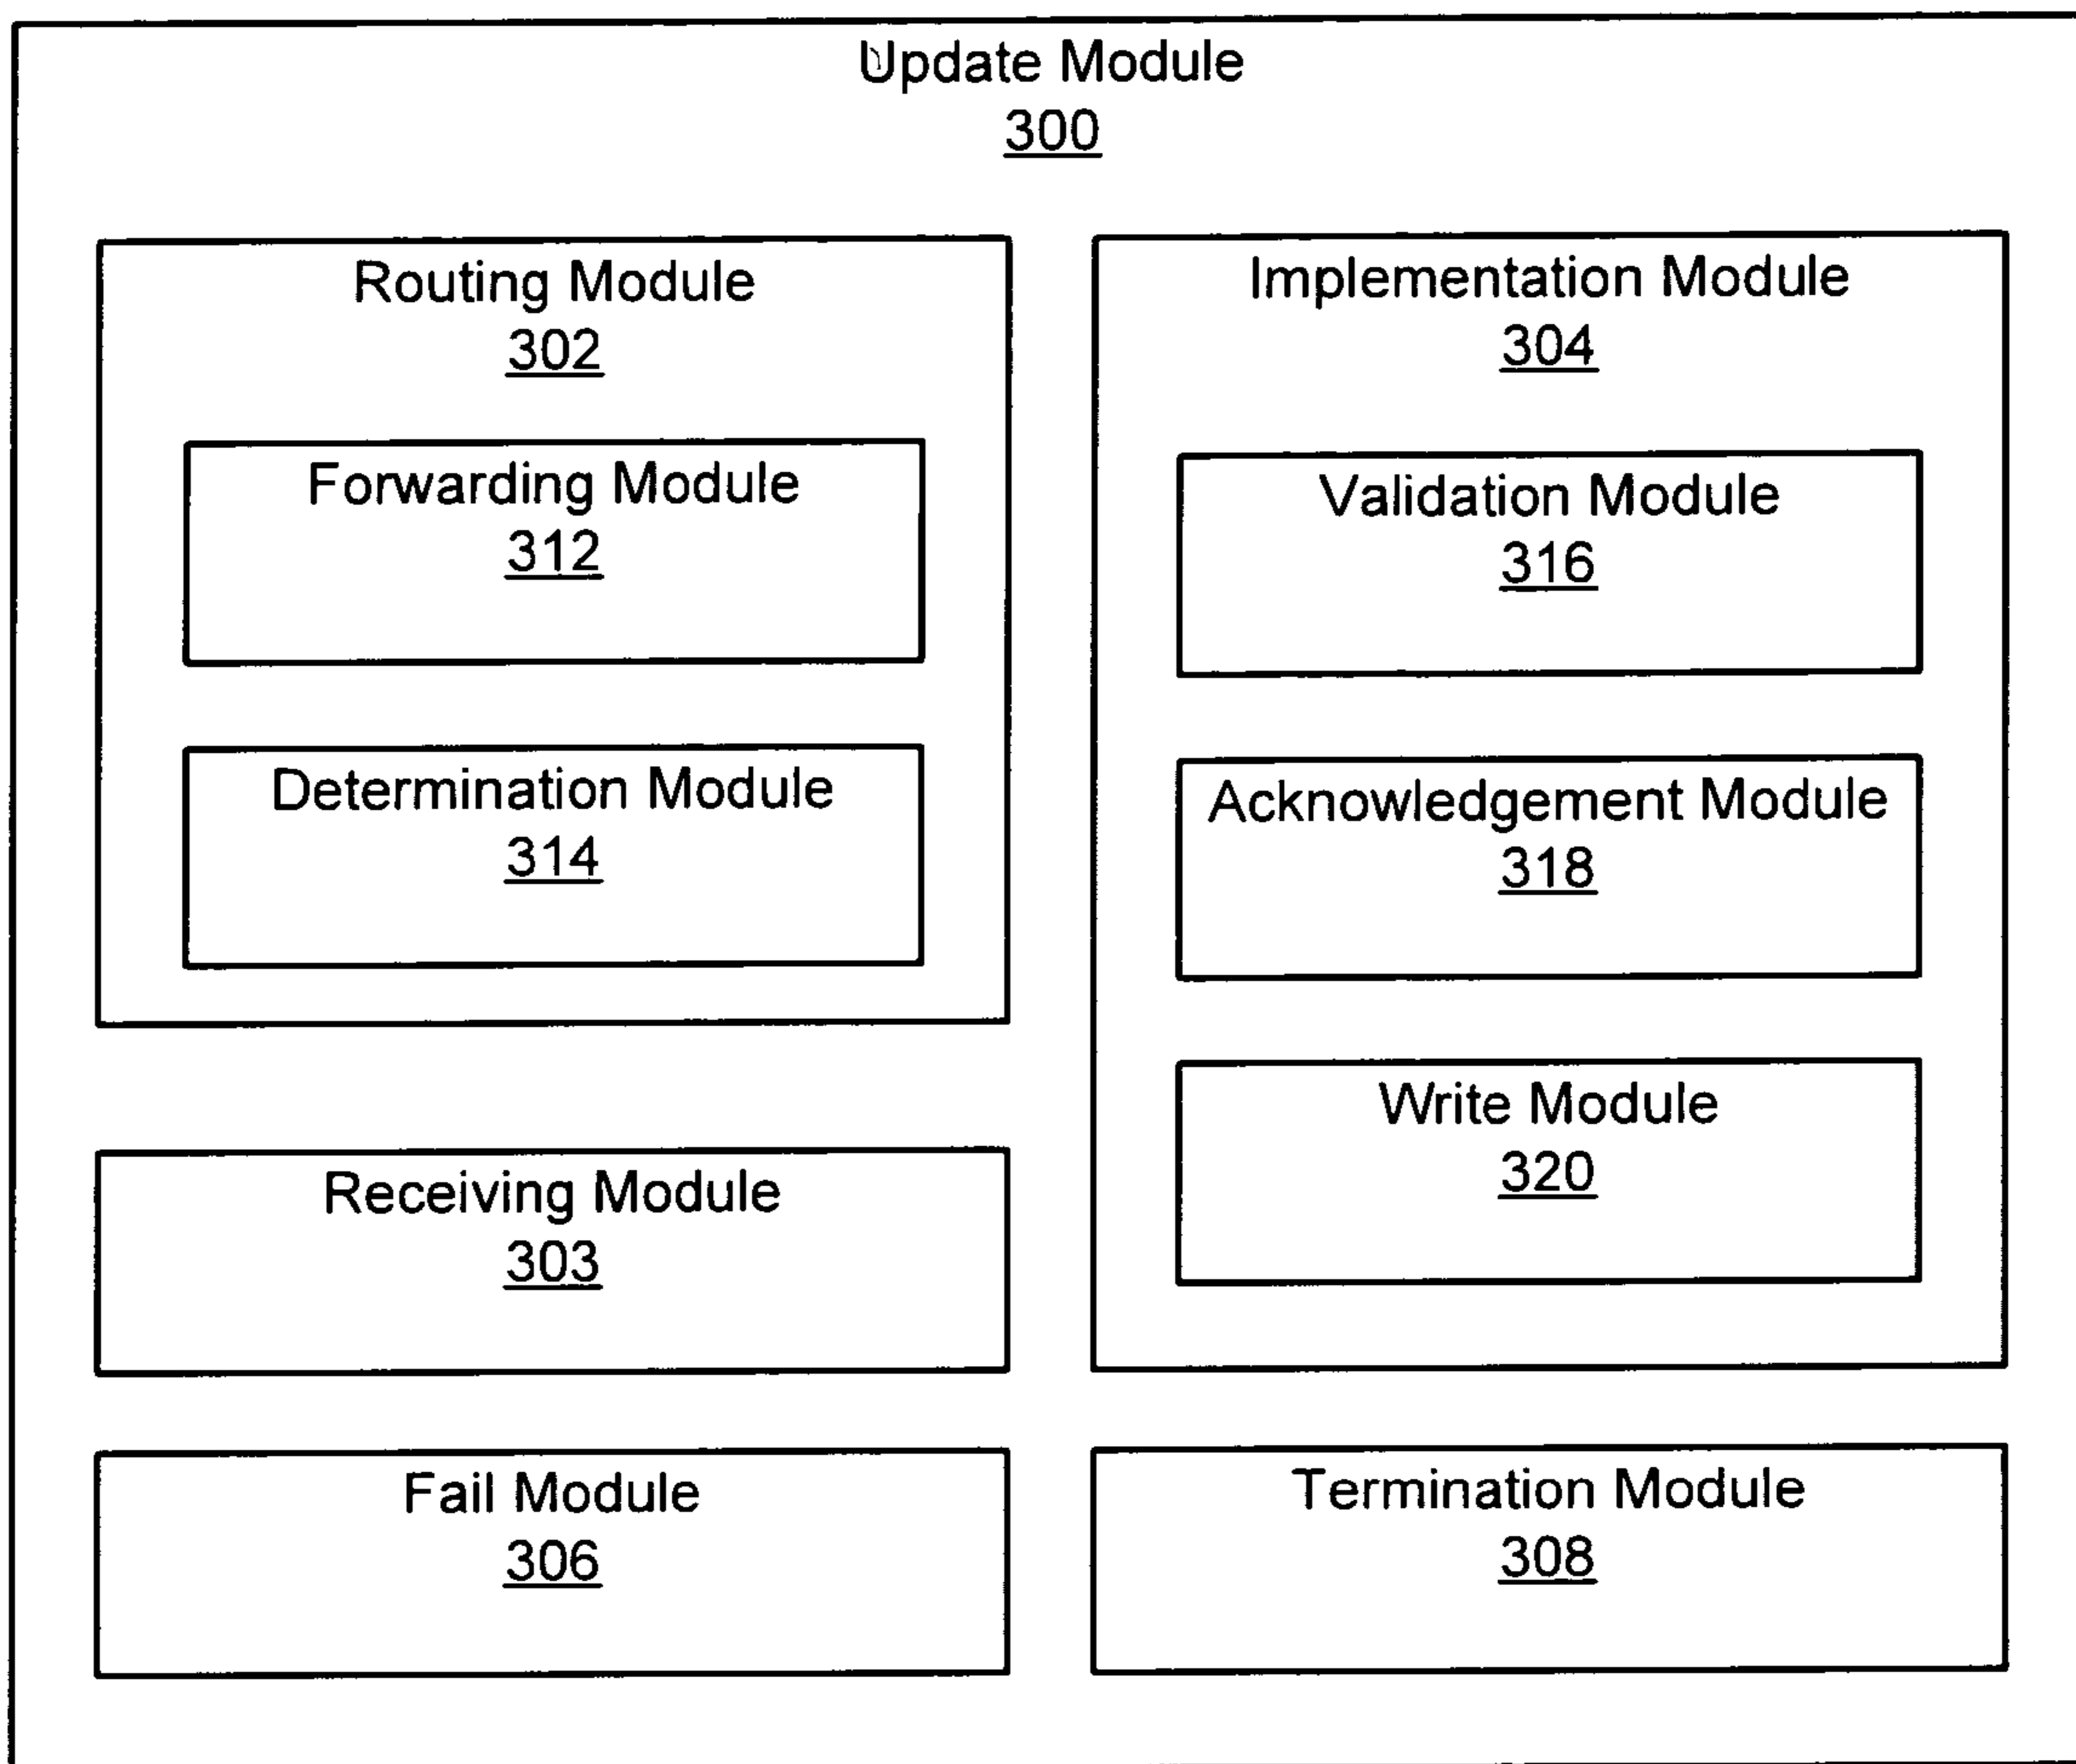 Update Module
300
Routing Module
302
Forwarding Module
312
Determination Module
314
Receiving Module
303
Fail Module
306
Implementation Module
304
Validation Module
316
Acknowledgement Module
318
Write Module
320
Termination Module
308